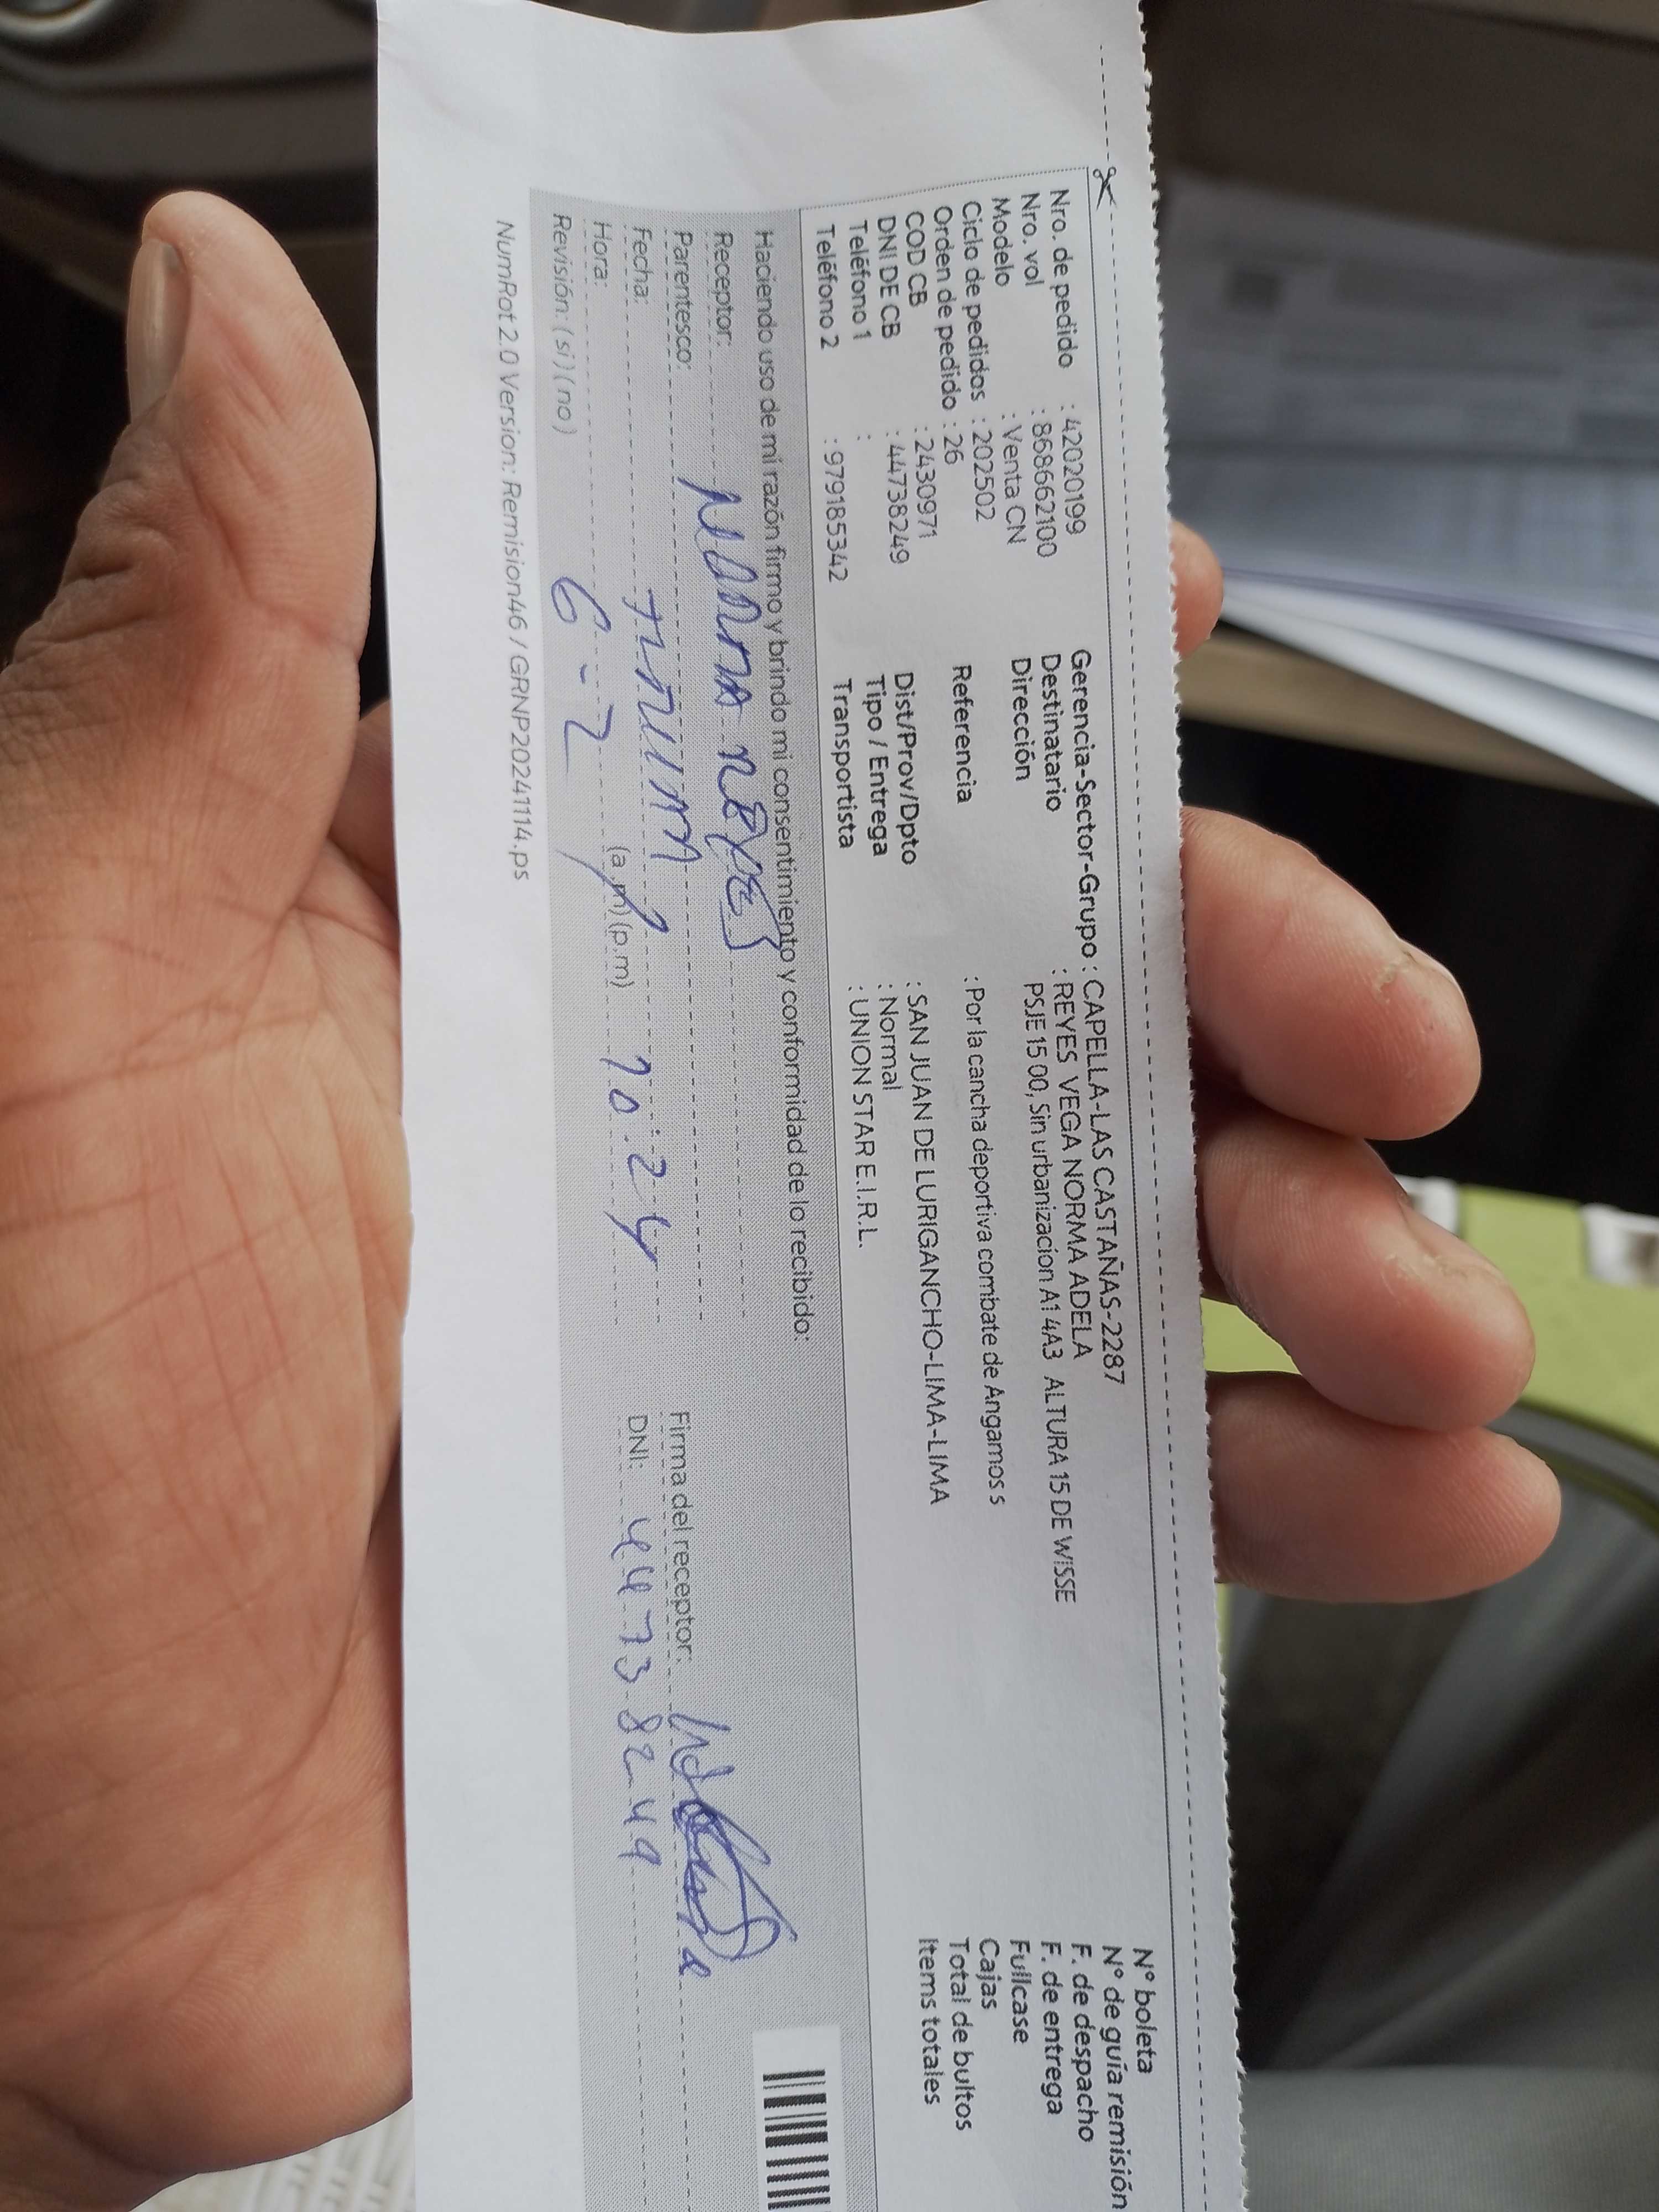 Nro. de pedido : 42020199
Nro. vol : 868662100
Modelo : Venta CN
Ciclo de pedidos : 202502
Orden de pedido : 26
COD CB : 24309 71
DNI DE CB : 44738249
Teléfono 1 :
Teléfono 2 : 979185342
Gerencia-Sector-Grupo : CAPELLA-LAS CASTAÑAS-2287
Destinatario : REYES VEGA NORMA ADELA
Dirección PSJE 15 00, Sin urbanizacion A1 4A3 ALTURA 15 DE WISSE
Referencia : Por la cancha deportiva combate de Angamos s
Dist/Prov/Dpto : SAN JUAN DE LURIGANCHO-LIMA-LIMA
Tipo / Entrega : Normal
Transportista : UNION STAR E.I.R.L.
N° boleta
N° de guía remisión
F. de despacho
F. de entrega
Fullcase
Cajas
Total de bultos
Items totales
Haciendo uso de mi razón firmo y brindo mi consentimiento y conformidad de lo recibido:
Receptor: NORMA REYES
Parentesco: TITULAR
Fecha: 6-2
Hora: (a.m) (p.m) 10:24
Revisión: (si) (no)
Firma del receptor:
DNI: 44738249
NumRot 2.0 Version: Remision46 / GRNP20241114.ps